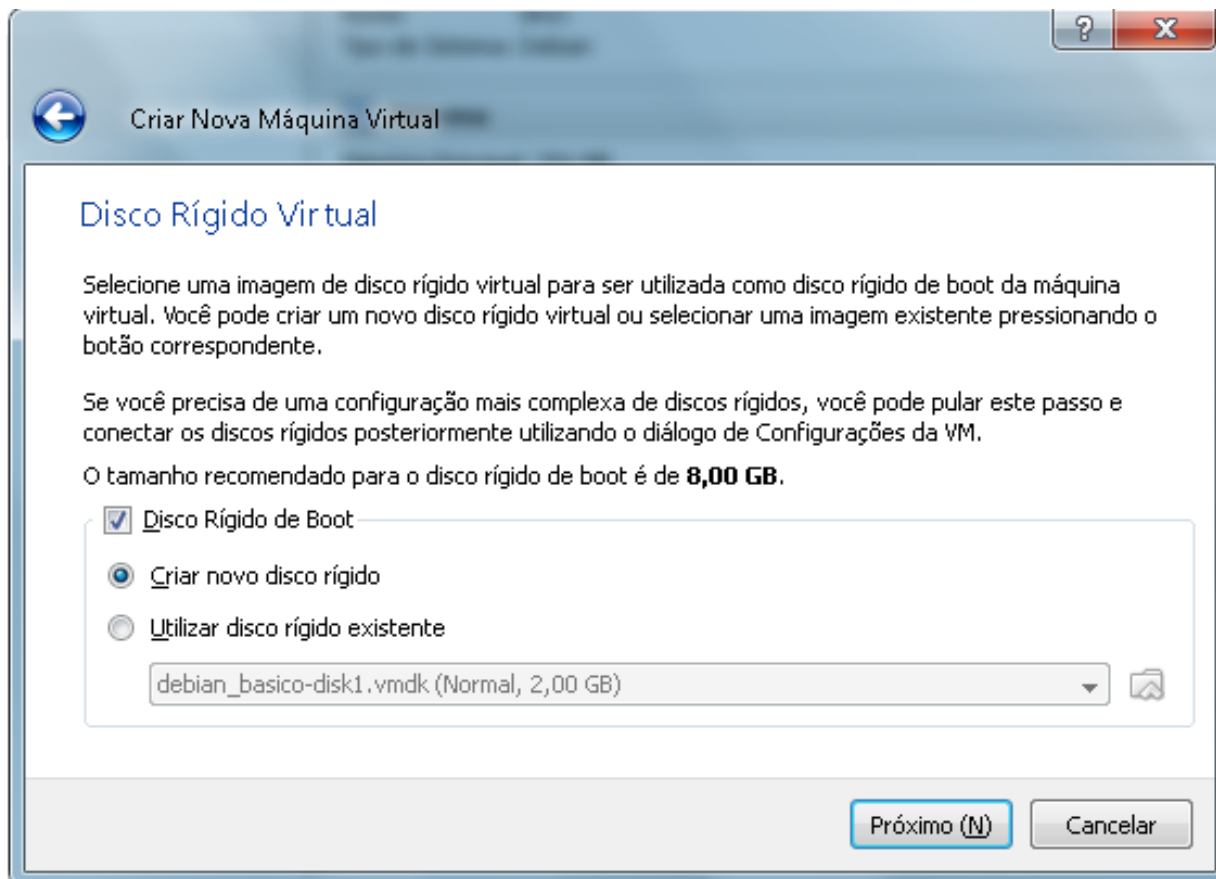 Criar Nova Máquina Virtual
Disco Rígido Virtual
Selecione uma imagem de disco rígido virtual para ser utilizada como disco rígido de boot da máquina
virtual. Você pode criar um novo disco rígido virtual ou selecionar uma imagem existente pressionando o
botão correspondente.
Se você precisa de uma configuração mais complexa de discos rígidos, você pode pular este passo e
conectar os discos rígidos posteriormente utilizando o diálogo de Configurações da VM.
O tamanho recomendado para o disco rígido de boot é de 8,00 GB.
Disco Rígido de Boot
Criar novo disco rígido
Utilizar disco rígido existente
debian_basico-disk1.vmdk (Normal, 2,00 GB)
Próximo (N) Cancelar